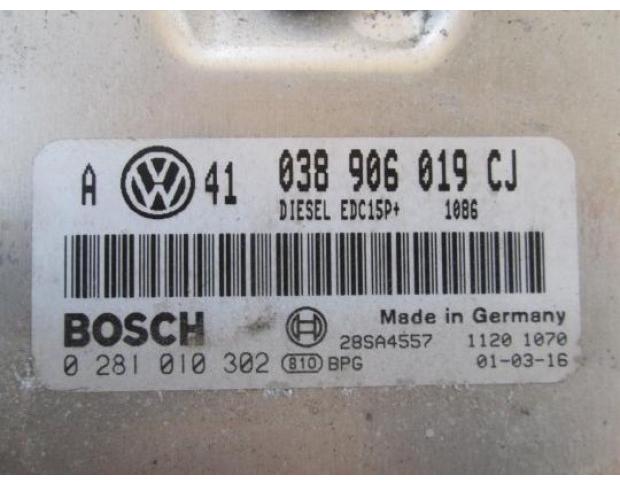 A VW 41 038 906 019 CJ
DIESEL EDC15P+ 1086
BOSCH Made in Germany
28SA4557 1120 1070
0 281 010 302 810 BPG 01-03-16